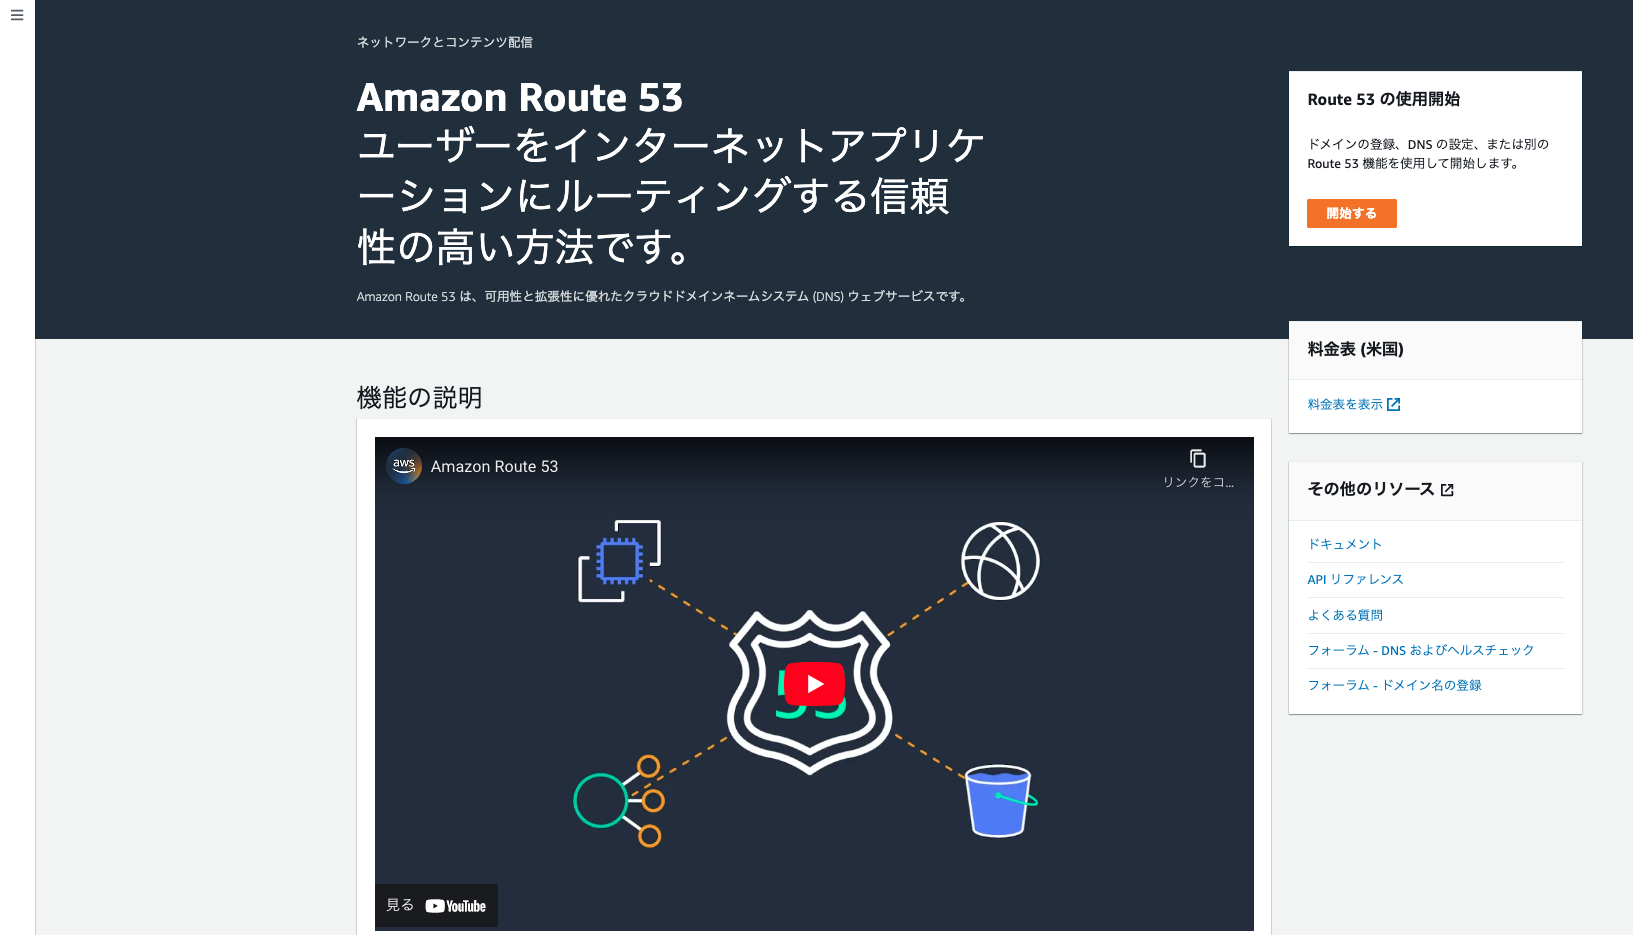 ネットワークとコンテンツ配信
Amazon Route 53
ユーザーをインターネットアプリケ
ーションにルーティングする信頼
性の高い方法です。
Amazon Route 53 は、可用性と拡張性に優れたクラウドドメインネームシステム (DNS) ウェブサービスです。
Route 53 の使用開始
ドメインの登録、DNS の設定、または別の
Route 53 機能を使用して開始します。
開始する
料金表 (米国)
料金表を表示
その他のリソース
ドキュメント
API リファレンス
よくある質問
フォーラム - DNS およびヘルスチェック
フォーラム - ドメイン名の登録
機能の説明
aws
Amazon Route 53
リンクをコ...
53
見る YouTube